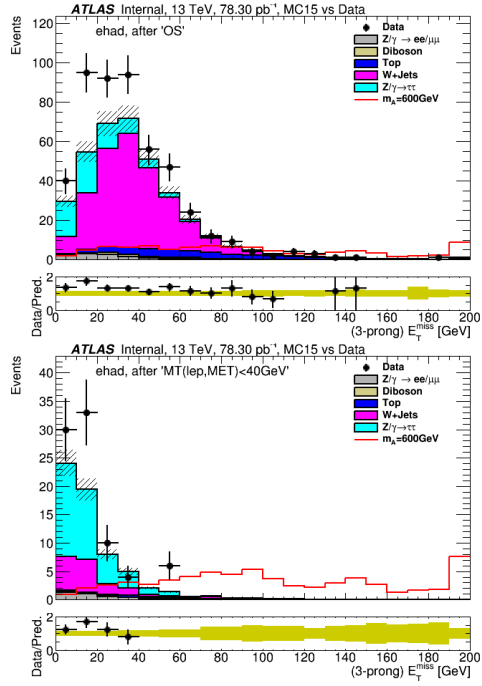 ATLAS Internal, 13 TeV, 78.30 pb⁻¹, MC15 vs Data
Events
120
100
80
60
40
20
0
ehad, after 'OS'
Data
Z/γ → ee/μμ
Diboson
Top
W+Jets
Z/γ→ττ
m_A=600GeV
Data/Pred.
2
1
0
0 20 40 60 80 100 120 140 160 180 200
(3-prong) E_T^miss [GeV]
ATLAS Internal, 13 TeV, 78.30 pb⁻¹, MC15 vs Data
Events
40
35
30
25
20
15
10
5
0
ehad, after 'MT(lep,MET)<40GeV'
Data
Z/γ → ee/μμ
Diboson
Top
W+Jets
Z/γ→ττ
m_A=600GeV
Data/Pred.
2
1
0
0 20 40 60 80 100 120 140 160 180 200
(3-prong) E_T^miss [GeV]